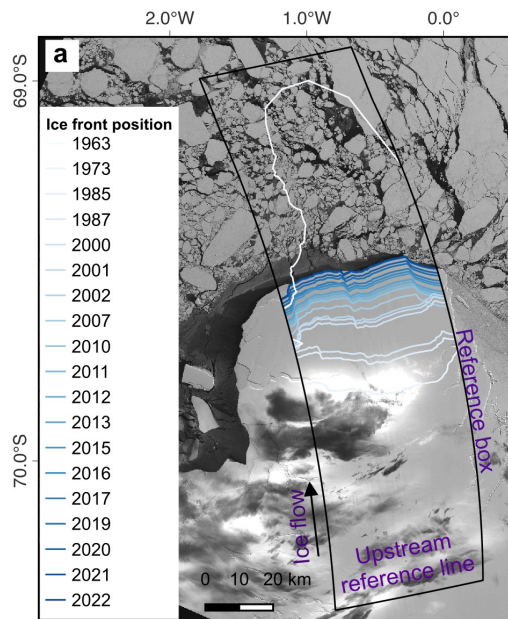 2.0°W 1.0°W 0.0°
a
69.0°S
70.0°S
Ice front position
1963
1973
1985
1987
2000
2001
2002
2007
2010
2011
2012
2013
2015
2016
2017
2019
2020
2021
2022
Reference box
Ice flow
Upstream
reference line
0 10 20 km